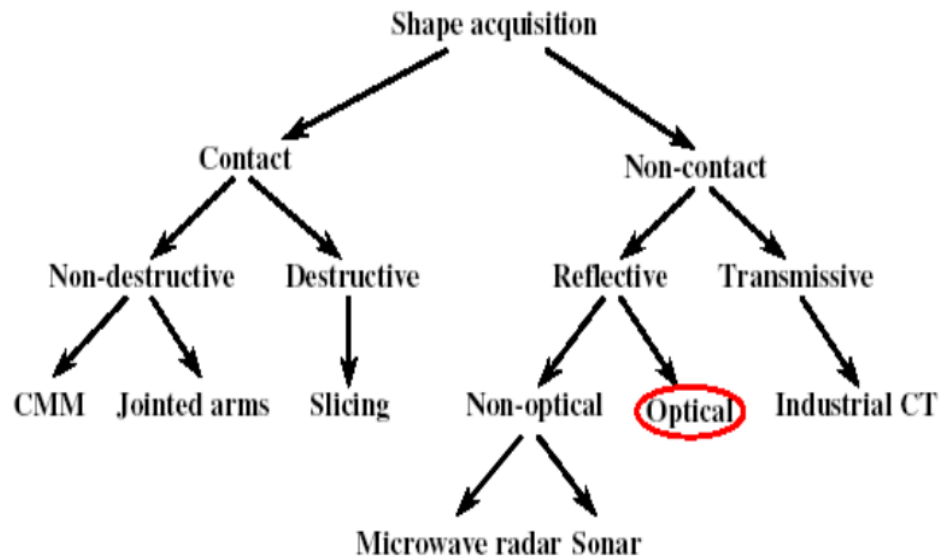 Shape acquisition
Contact
Non-contact
Non-destructive Destructive Reflective Transmissive
CMM Jointed arms Slicing Non-optical Optical Industrial CT
Microwave radar Sonar